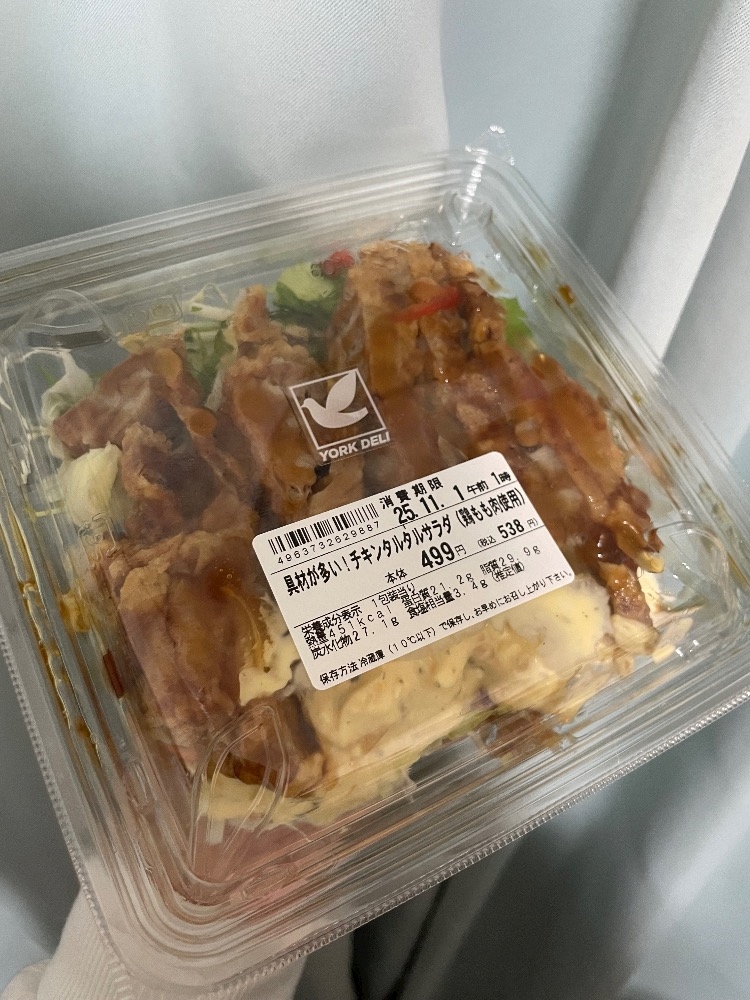 YORK DELI
消費期限
25.11. 1 午前 1時
4963732629887
具材が多い!チキンタルタルサラダ(鶏もも肉使用)
本体 499円 (税込 538円)
栄養成分表示 1包装当り
熱量451kcal 蛋白質21.2g 脂質29.9g
炭水化物27.1g 食塩相当量3.4g (推定値)
保存方法 冷蔵庫(10℃以下)で保存し、お早めにお召し上がり下さい。